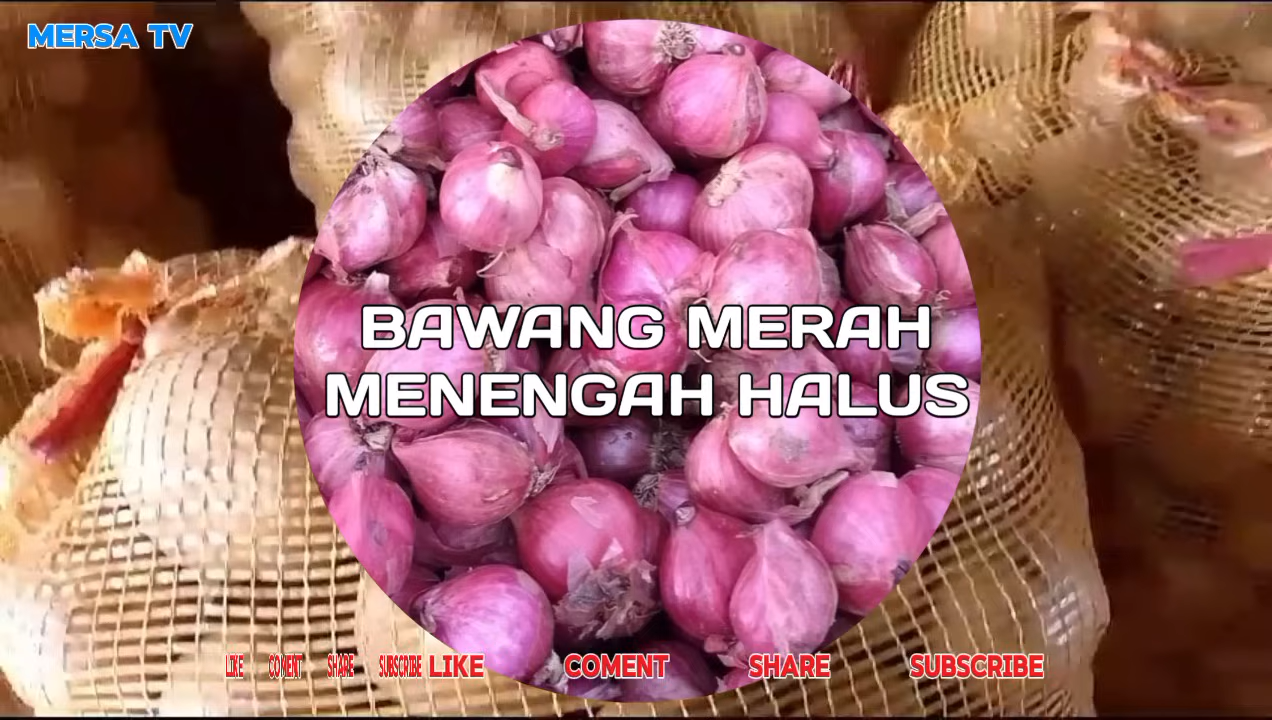 MERSA TV
BAWANG MERAH
MENENGAH HALUS
LIKE COMENT SHARE SUBSCRIBE LIKE COMENT SHARE SUBSCRIBE